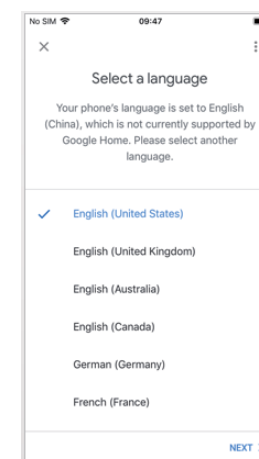 No SIM 09:47
Select a language
Your phone's language is set to English
(China), which is not currently supported by
Google Home. Please select another
language.
English (United States)
English (United Kingdom)
English (Australia)
English (Canada)
German (Germany)
French (France)
NEXT